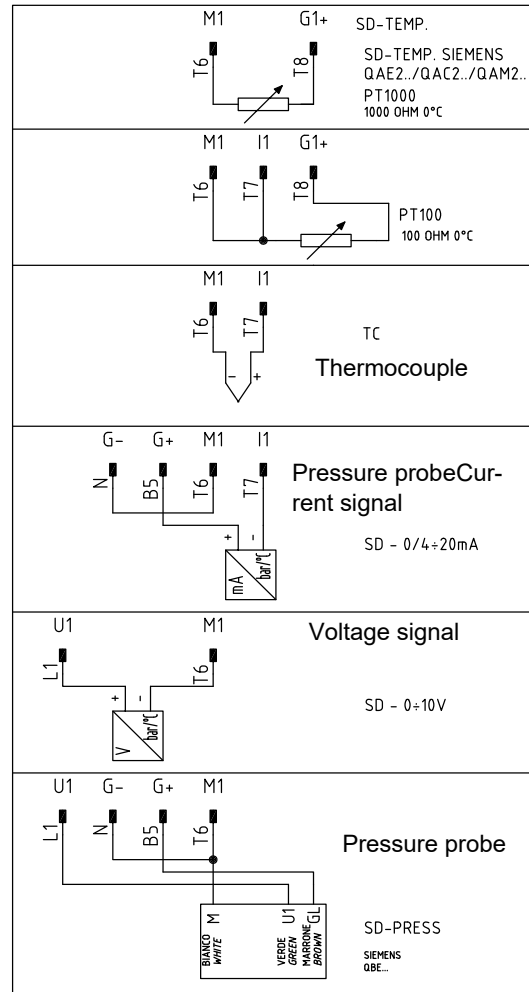 M1 G1+ SD-TEMP.
T6 T8
SD-TEMP. SIEMENS
QAE2../QAC2../QAM2..
PT1000
1000 OHM 0°C
M1 I1 G1+
T6 T7 T8
PT100
100 OHM 0°C
M1 I1
T6 T7
- +
TC
Thermocouple
G- G+ M1 I1
N B5 T6 T7
Pressure probeCur-
rent signal
+ -
mA bar/°C
SD - 0/4÷20mA
U1 M1
Voltage signal
L1 T6
+ -
V bar/°C
SD - 0÷10V
U1 G- G+ M1
L1 N B5 T6
Pressure probe
M U1 GL
BIANCO VERDE MARRONE
WHITE GREEN BROWN
SD-PRESS
SIEMENS
QBE...